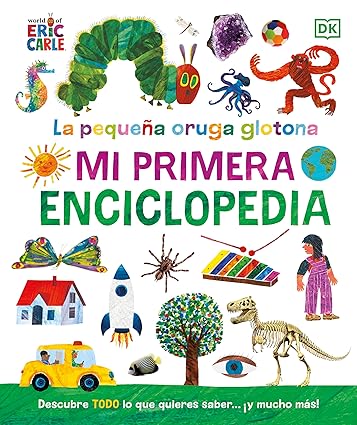 world of
ERIC
CARLE
DK
La pequeña oruga glotona
MI PRIMERA
ENCICLOPEDIA
Descubre TODO lo que quieres saber... ¡y mucho más!